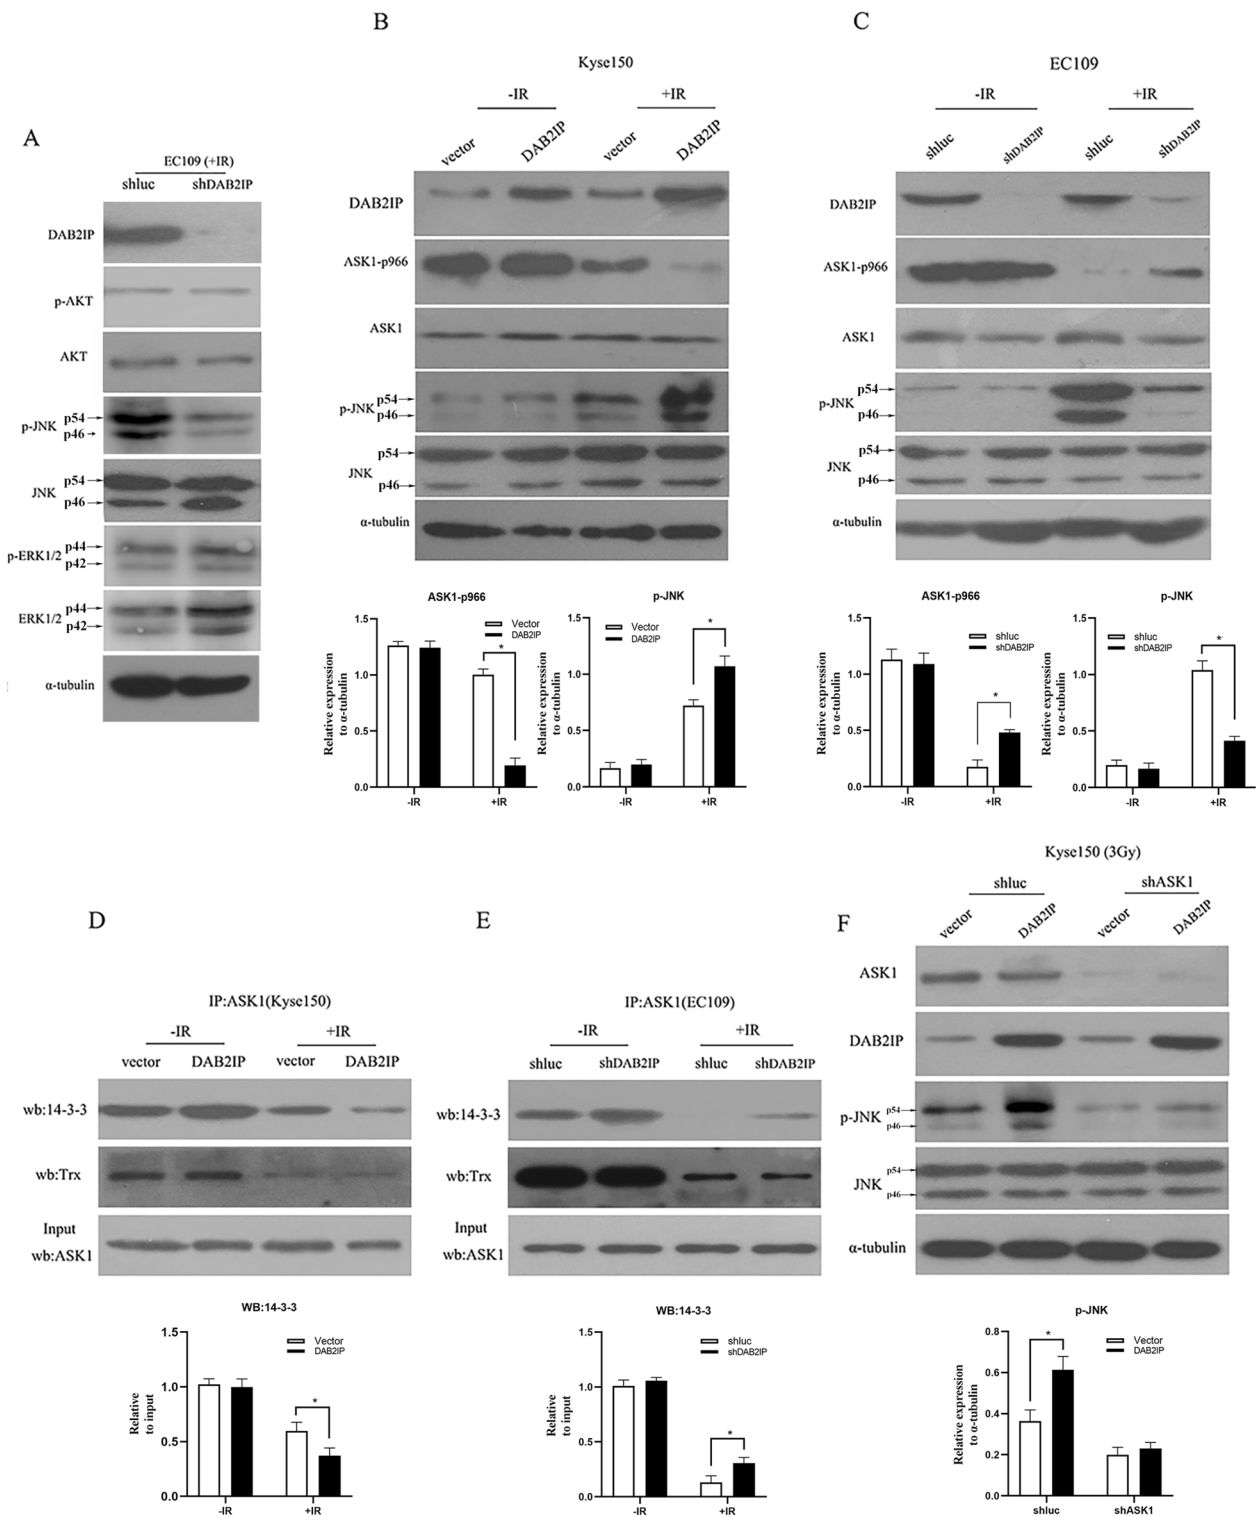 A
EC109 (+IR)
shluc shDAB2IP
DAB2IP
p-AKT
AKT
p-JNK p54
p46
JNK p54
p46
p-ERK1/2 p44
p42
ERK1/2 p44
p42
α-tubulin
B
Kyse150
-IR +IR
vector DAB2IP vector DAB2IP
DAB2IP
ASK1-p966
ASK1
p-JNK p54
p46
JNK p54
p46
α-tubulin
ASK1-p966
Relative expression
to α-tubulin
1.5
1.0
0.5
0.0
Vector
DAB2IP
*
-IR +IR
p-JNK
Relative expression
to α-tubulin
1.5
1.0
0.5
0.0
Vector
DAB2IP
*
-IR +IR
C
EC109
-IR +IR
shluc shDAB2IP shluc shDAB2IP
DAB2IP
ASK1-p966
ASK1
p-JNK p54
p46
JNK p54
p46
α-tubulin
ASK1-p966
Relative expression
to α-tubulin
1.5
1.0
0.5
0.0
shluc
shDAB2IP
*
-IR +IR
p-JNK
Relative expression
to α-tubulin
1.5
1.0
0.5
0.0
shluc
shDAB2IP
*
-IR +IR
D
IP:ASK1(Kyse150)
-IR +IR
vector DAB2IP vector DAB2IP
wb:14-3-3
wb:Trx
Input
wb:ASK1
WB:14-3-3
Relative
to input
1.5
1.0
0.5
0.0
Vector
DAB2IP
*
-IR +IR
E
IP:ASK1(EC109)
-IR +IR
shluc shDAB2IP shluc shDAB2IP
wb:14-3-3
wb:Trx
Input
wb:ASK1
WB:14-3-3
Relative
to input
1.5
1.0
0.5
0.0
shluc
shDAB2IP
*
-IR +IR
F
Kyse150 (3Gy)
shluc shASK1
vector DAB2IP vector DAB2IP
ASK1
DAB2IP
p-JNK p54
p46
JNK p54
p46
α-tubulin
p-JNK
Relative expression
to α-tubulin
0.8
0.6
0.4
0.2
0.0
Vector
DAB2IP
*
shluc shASK1